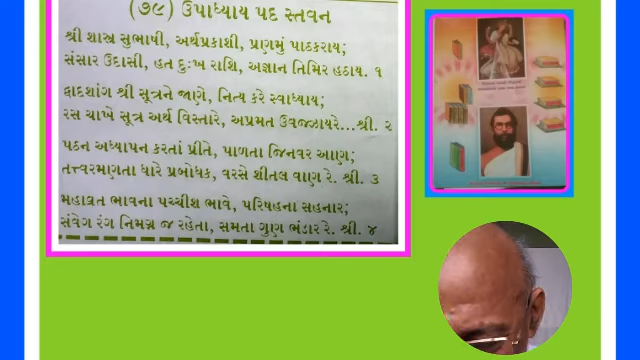 (૭૯) ઉપાધ્યાય પદ સ્તવન
શ્રી શાસ્ત્ર સુભાષી, અર્થપ્રકાશી, પ્રણમું પાઠકરાય;
સંસાર ઉદાસી, હત દુઃખ રાશિ, અજ્ઞાન તિમિર હઠાય. ૧
દ્વાદશાંગ શ્રી સૂત્રને જાણે, નિત્ય કરે સ્વાધ્યાય;
રસ ચાખે સૂત્ર અર્થ વિસ્તારે, અપ્રમત ઉવજ્ઝાયરે...શ્રી. ૨
પઠન અધ્યાપન કરતાં પ્રીતે, પાળતા જિનવર આણ;
તત્ત્વરમણતા ધારે પ્રબોધક, વરસે શીતલ વાણ રે. શ્રી. ૩
મહાવ્રત ભાવના પચ્ચીશ ભાવે, પરિષહના સહનાર;
સંવેગ રંગ નિમગ્ન જ રહેતા, સમતા ગુણ ભંડાર રે. શ્રી. ૪